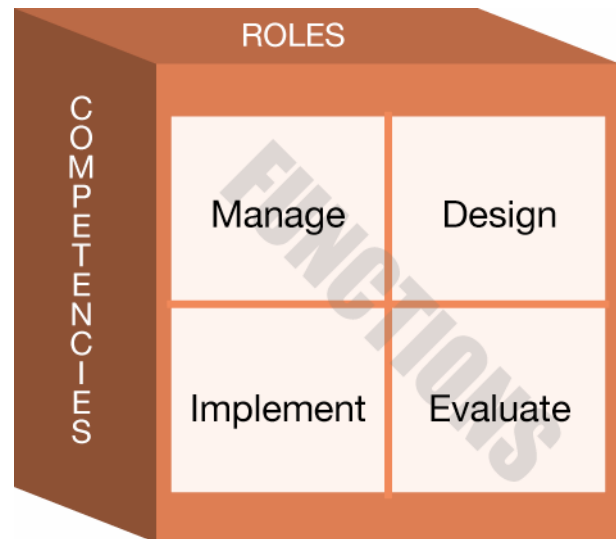 ROLES
COMPETENCIES
Manage
Design
FUNCTIONS
Implement
Evaluate